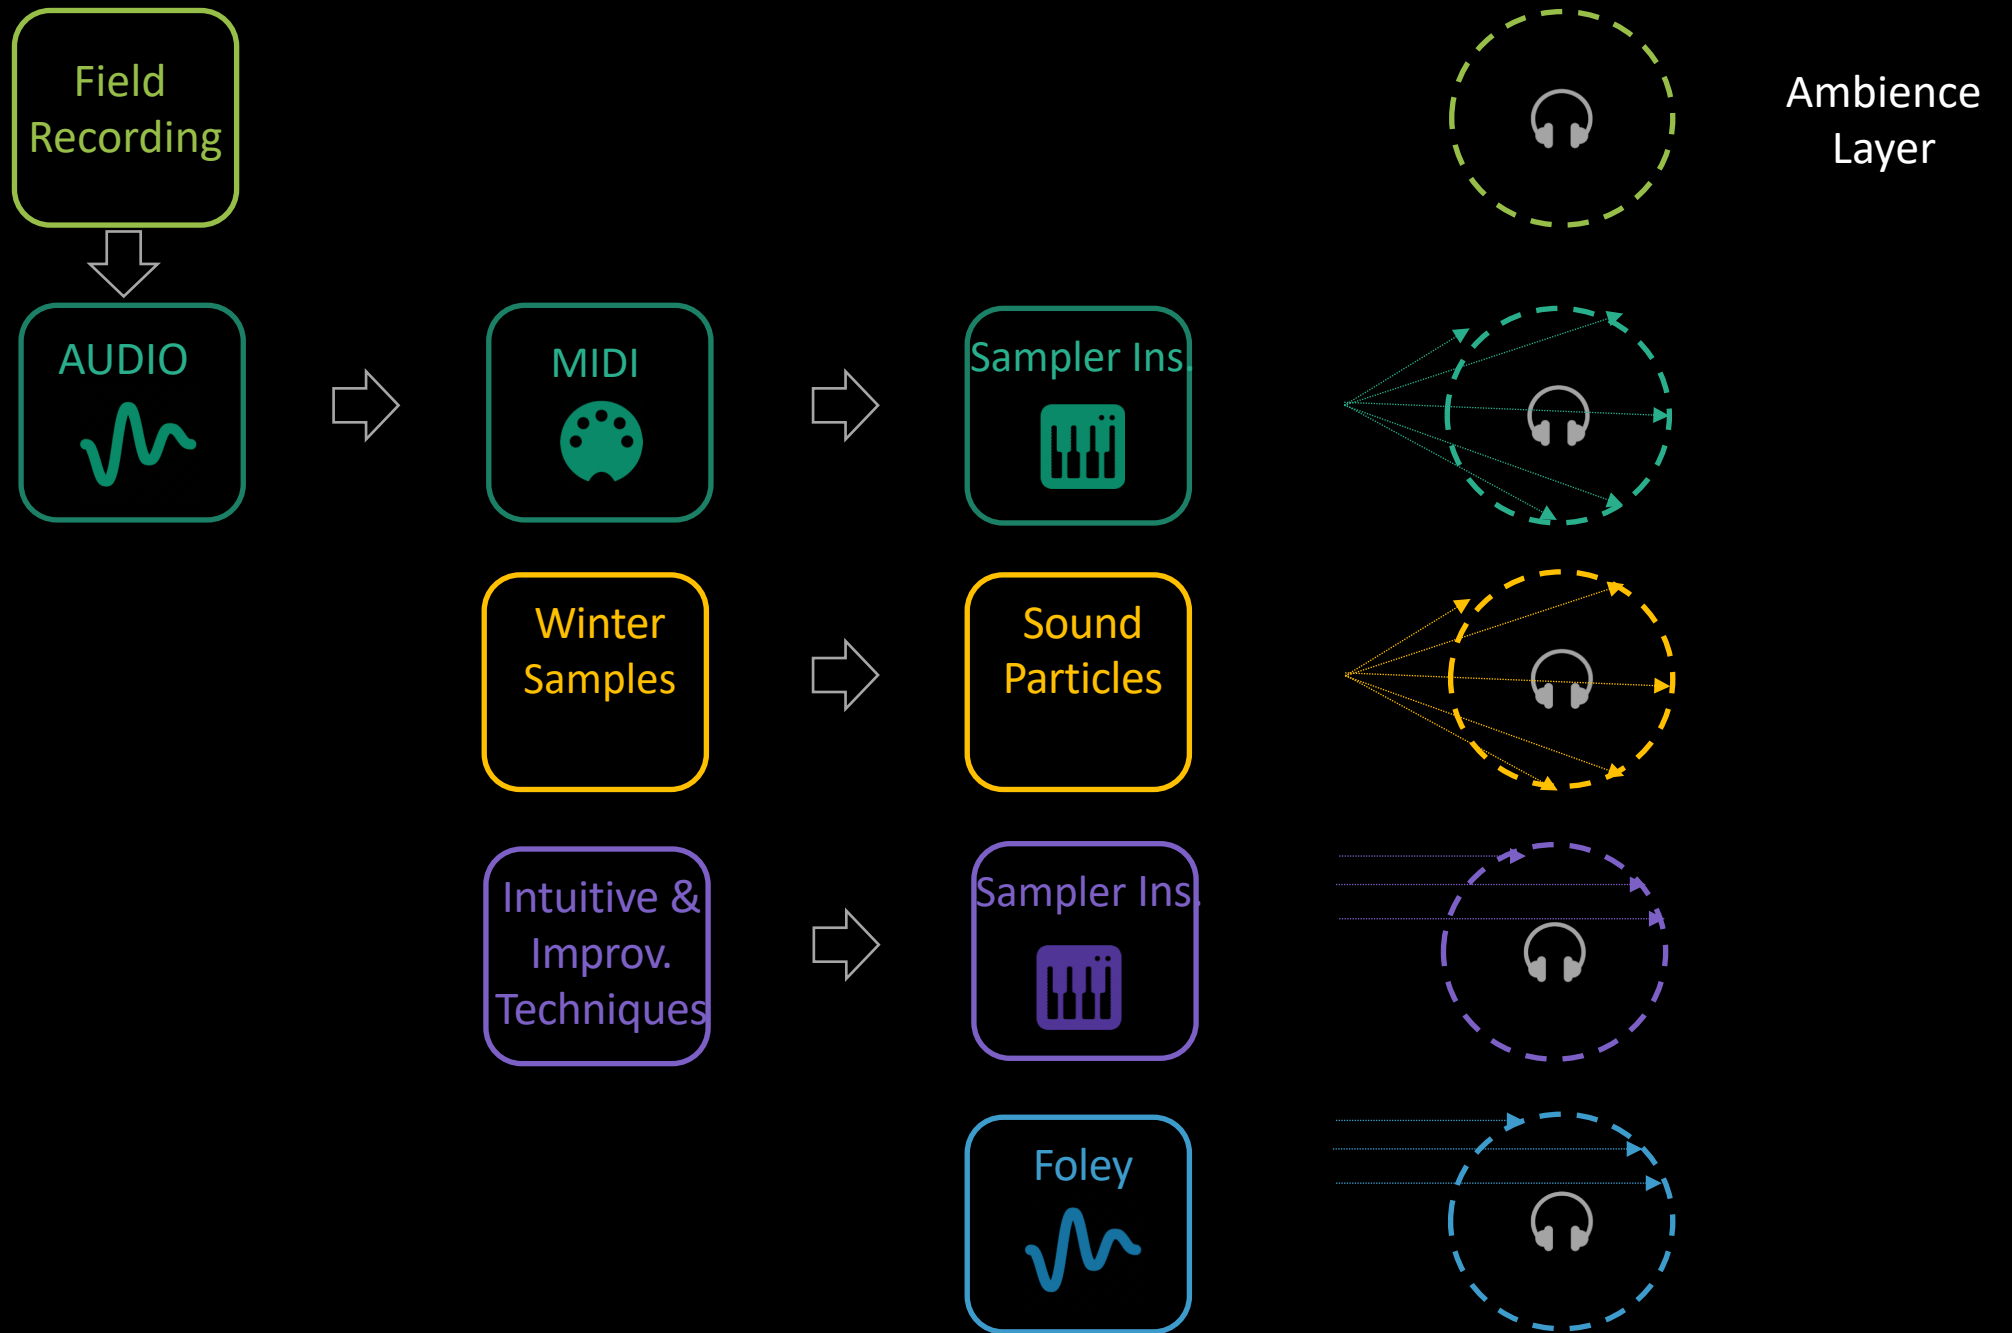 Field
Recording
Ambience
Layer
AUDIO
MIDI
Sampler Ins.
Winter
Samples
Sound
Particles
Intuitive &
Improv.
Techniques
Sampler Ins.
Foley